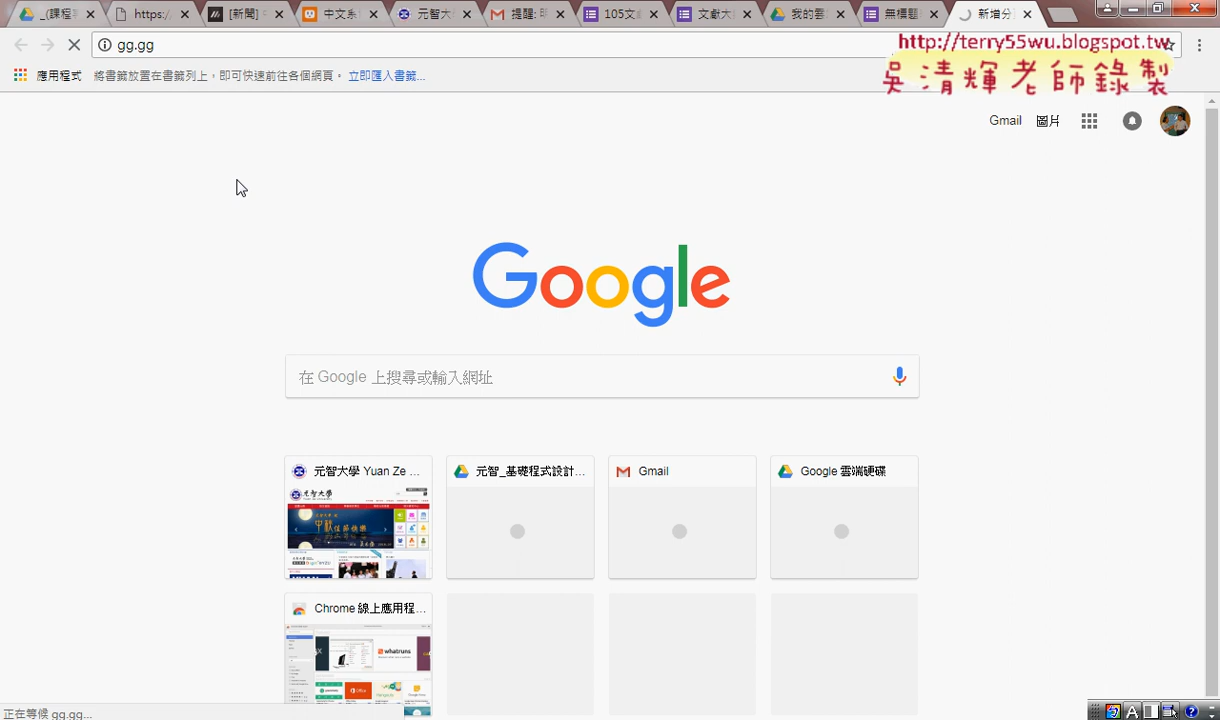 _(課程
https:/
[新聞]
中文系
元智大
提醒: 
105文
文獻大
我的雲
無標題
新增分
gg.gg
http://terry55wu.blogspot.tw
吳清輝老師錄製
應用程式 將書籤放置在書籤列上，即可快速前往各個網頁。 立即匯入書籤...
Gmail 圖片
Google
在 Google 上搜尋或輸入網址
元智大學 Yuan Ze ...
元智_基礎程式設計...
Gmail
Google 雲端硬碟
元智大學
Chrome 線上應用程...
whatruns
Office
正在等候 gg.gg...